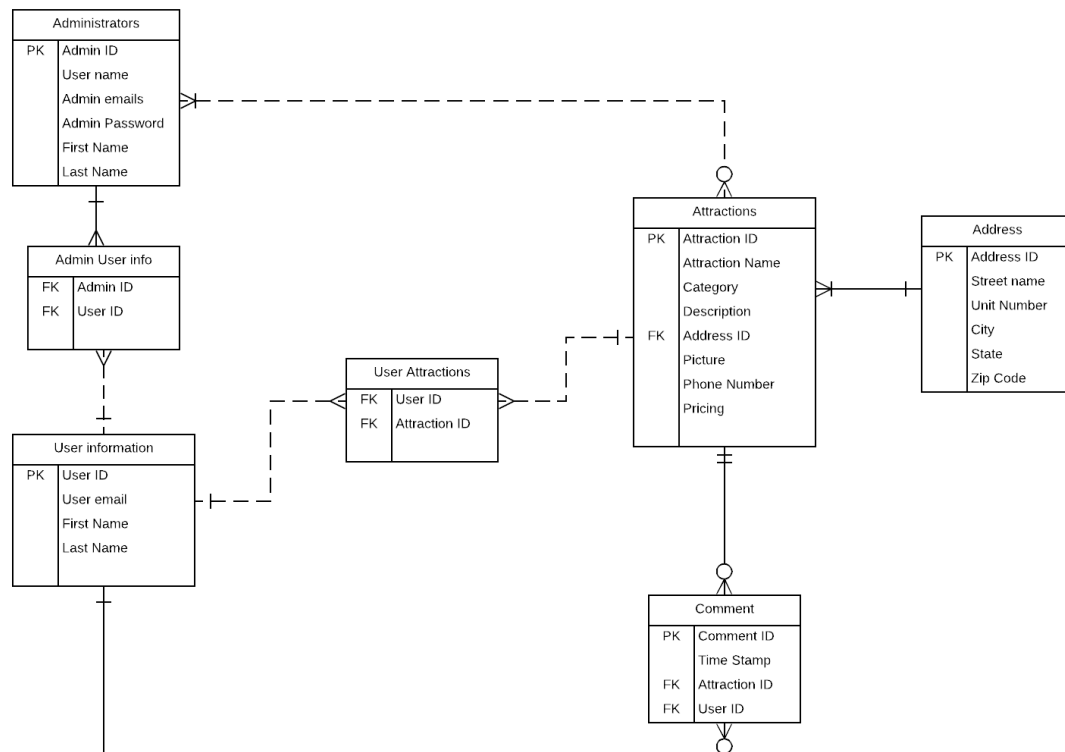 Administrators
PK Admin ID
User name
Admin emails
Admin Password
First Name
Last Name
Admin User info
FK Admin ID
FK User ID
User information
PK User ID
User email
First Name
Last Name
User Attractions
FK User ID
FK Attraction ID
Attractions
PK Attraction ID
Attraction Name
Category
Description
FK Address ID
Picture
Phone Number
Pricing
Address
PK Address ID
Street name
Unit Number
City
State
Zip Code
Comment
PK Comment ID
Time Stamp
FK Attraction ID
FK User ID